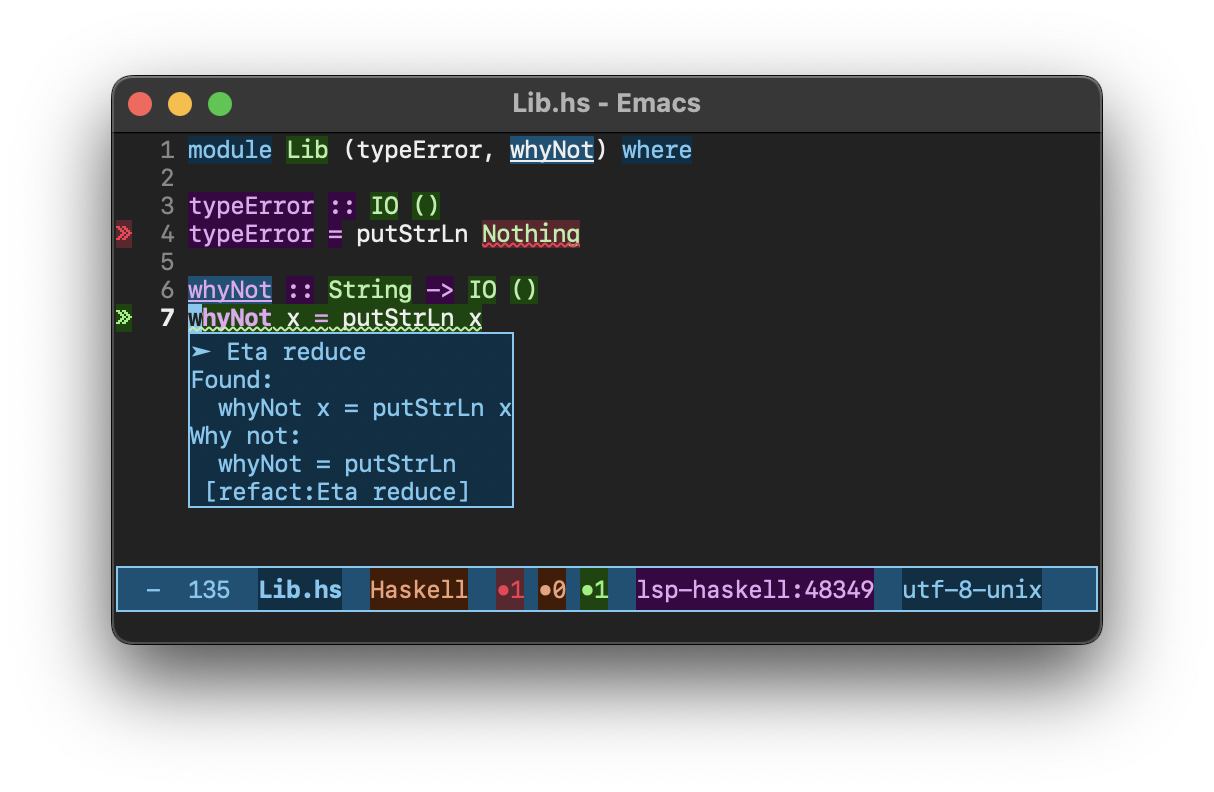 Lib.hs - Emacs
1 module Lib (typeError, whyNot) where
2
3 typeError :: IO ()
» 4 typeError = putStrLn Nothing
5
6 whyNot :: String -> IO ()
» 7 whyNot x = putStrLn x
➤ Eta reduce
Found:
  whyNot x = putStrLn x
Why not:
  whyNot = putStrLn
 [refact:Eta reduce]
- 135 Lib.hs Haskell •1 •0 •1 lsp-haskell:48349 utf-8-unix